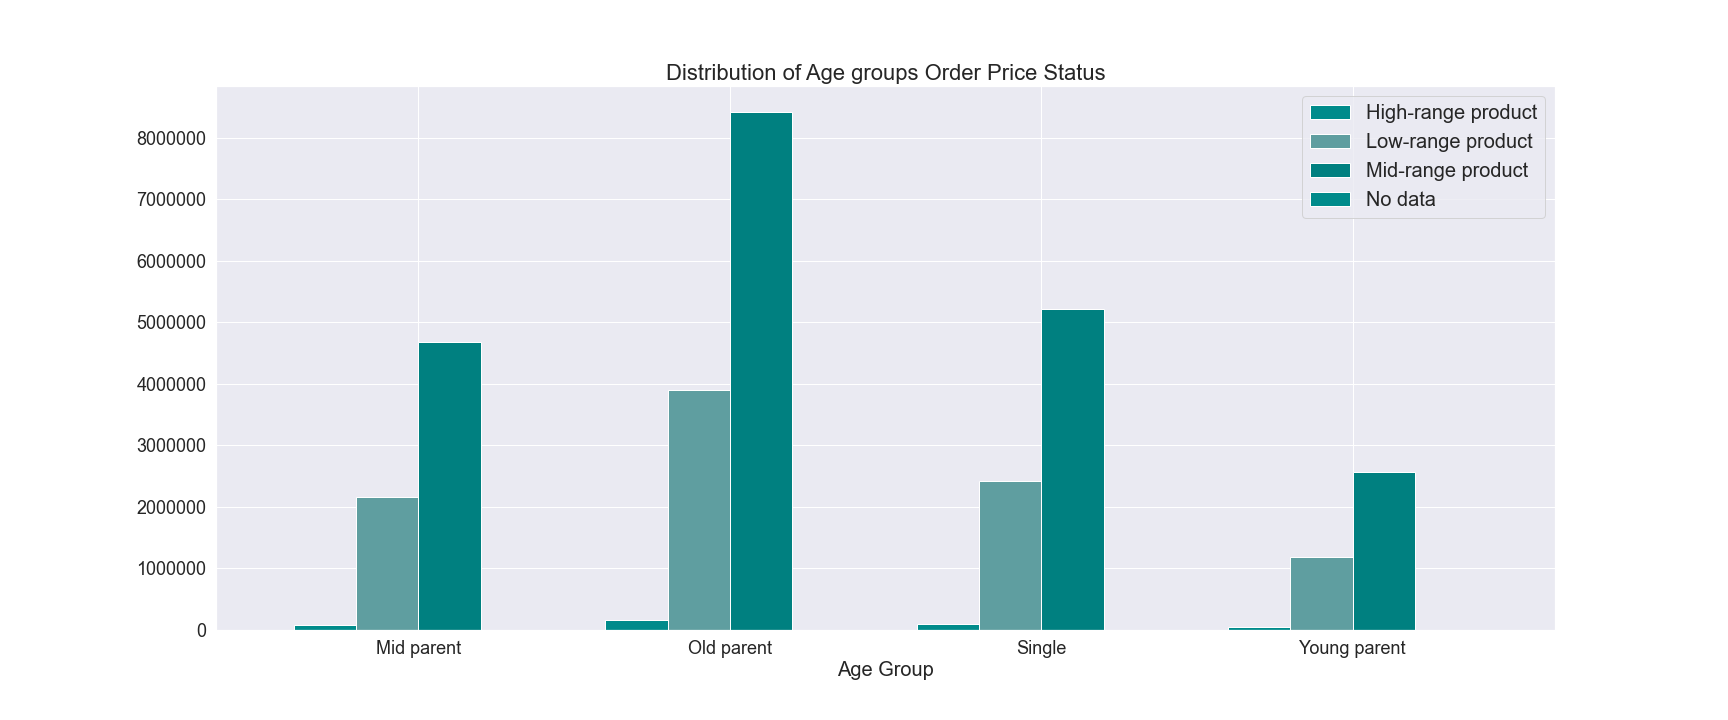 Distribution of Age groups Order Price Status
High-range product
Low-range product
Mid-range product
No data
8000000
7000000
6000000
5000000
4000000
3000000
2000000
1000000
0
Mid parent
Old parent
Single
Young parent
Age Group